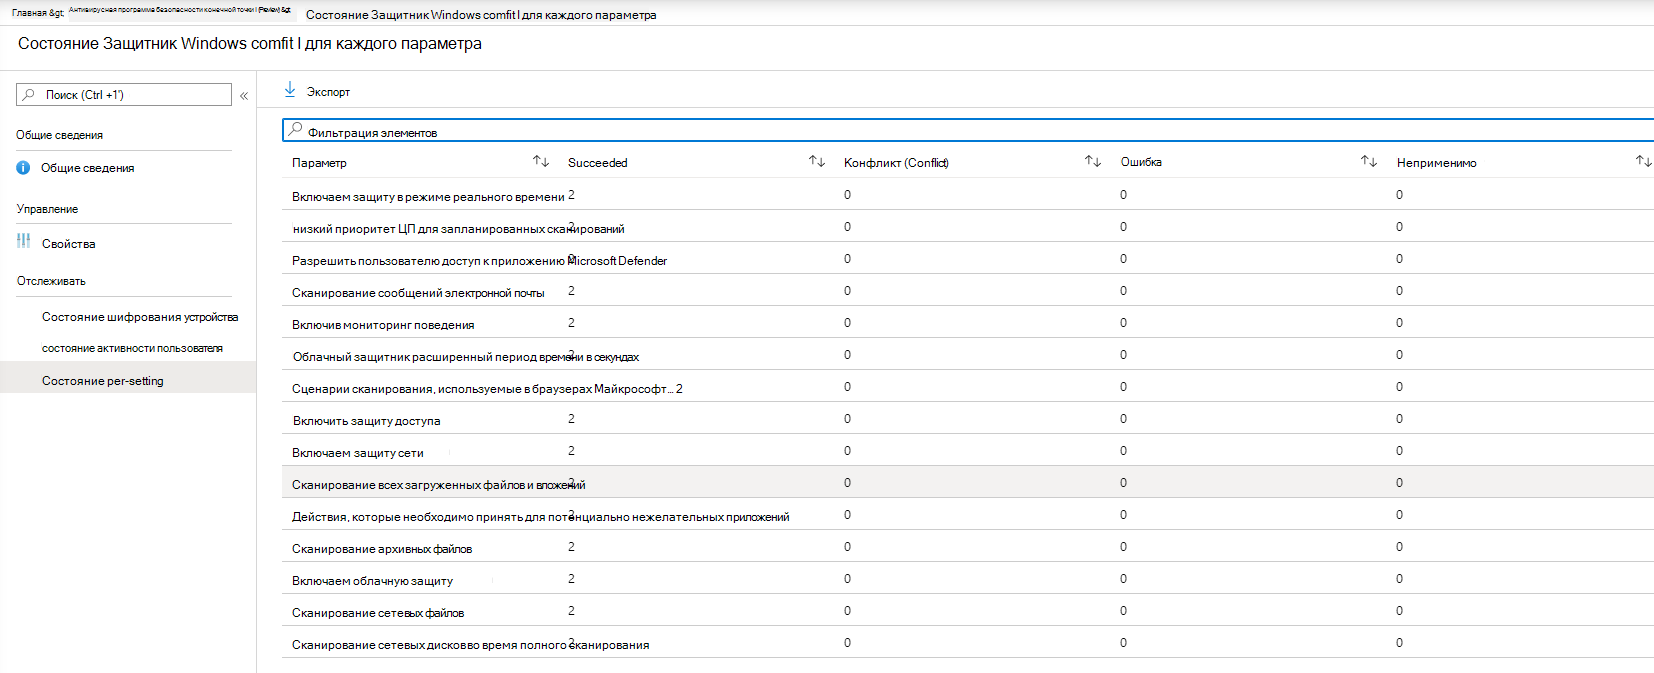 Главная &gt; Антивирусная программа безопасности конечной точки I (Review) &gt; Состояние Защитник Windows comfit I для каждого параметра
Состояние Защитник Windows comfit I для каждого параметра
Поиск (Ctrl +1') «
Общие сведения
Общие сведения
Управление
Свойства
Отслеживать
Состояние шифрования устройства
состояние активности пользователя
Состояние per-setting
Экспорт
Фильтрация элементов
Параметр Succeeded Конфликт (Conflict) Ошибка Неприменимо
Включаем защиту в режиме реального времени 2 0 0 0
низкий приоритет ЦП для запланированных сканирований 2 0 0 0
Разрешить пользователю доступ к приложению Microsoft Defender 0 0 0
Сканирование сообщений электронной почты 2 0 0 0
Включив мониторинг поведения 2 0 0 0
Облачный защитник расширенный период времени в секундах 2 0 0 0
Сценарии сканирования, используемые в браузерах Майкрософт... 2 0 0 0
Включить защиту доступа 2 0 0 0
Включаем защиту сети 2 0 0 0
Сканирование всех загруженных файлов и вложений 2 0 0 0
Действия, которые необходимо принять для потенциально нежелательных приложений 2 0 0 0
Сканирование архивных файлов 2 0 0 0
Включаем облачную защиту 2 0 0 0
Сканирование сетевых файлов 2 0 0 0
Сканирование сетевых дисков во время полного сканирования 2 0 0 0